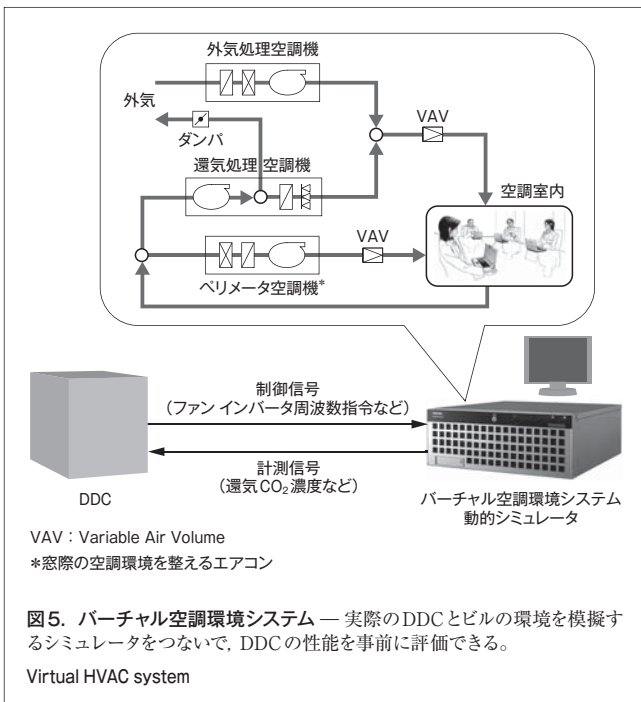 外気処理空調機
外気
VAV
ダンパ
還気処理 空調機
空調室内
VAV
ペリメータ空調機*
制御信号
(ファン インバータ周波数指令など)
計測信号
(還気CO₂濃度など)
DDC
バーチャル空調環境システム
動的シミュレータ
VAV：Variable Air Volume
*窓際の空調環境を整えるエアコン
図5．バーチャル空調環境システム — 実際のDDCとビルの環境を模擬す
るシミュレータをつないで，DDCの性能を事前に評価できる。
Virtual HVAC system